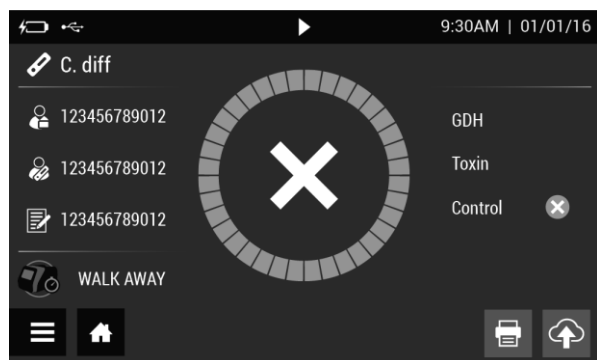 9:30AM | 01/01/16
C. diff
123456789012
123456789012
123456789012
WALK AWAY
GDH
Toxin
Control